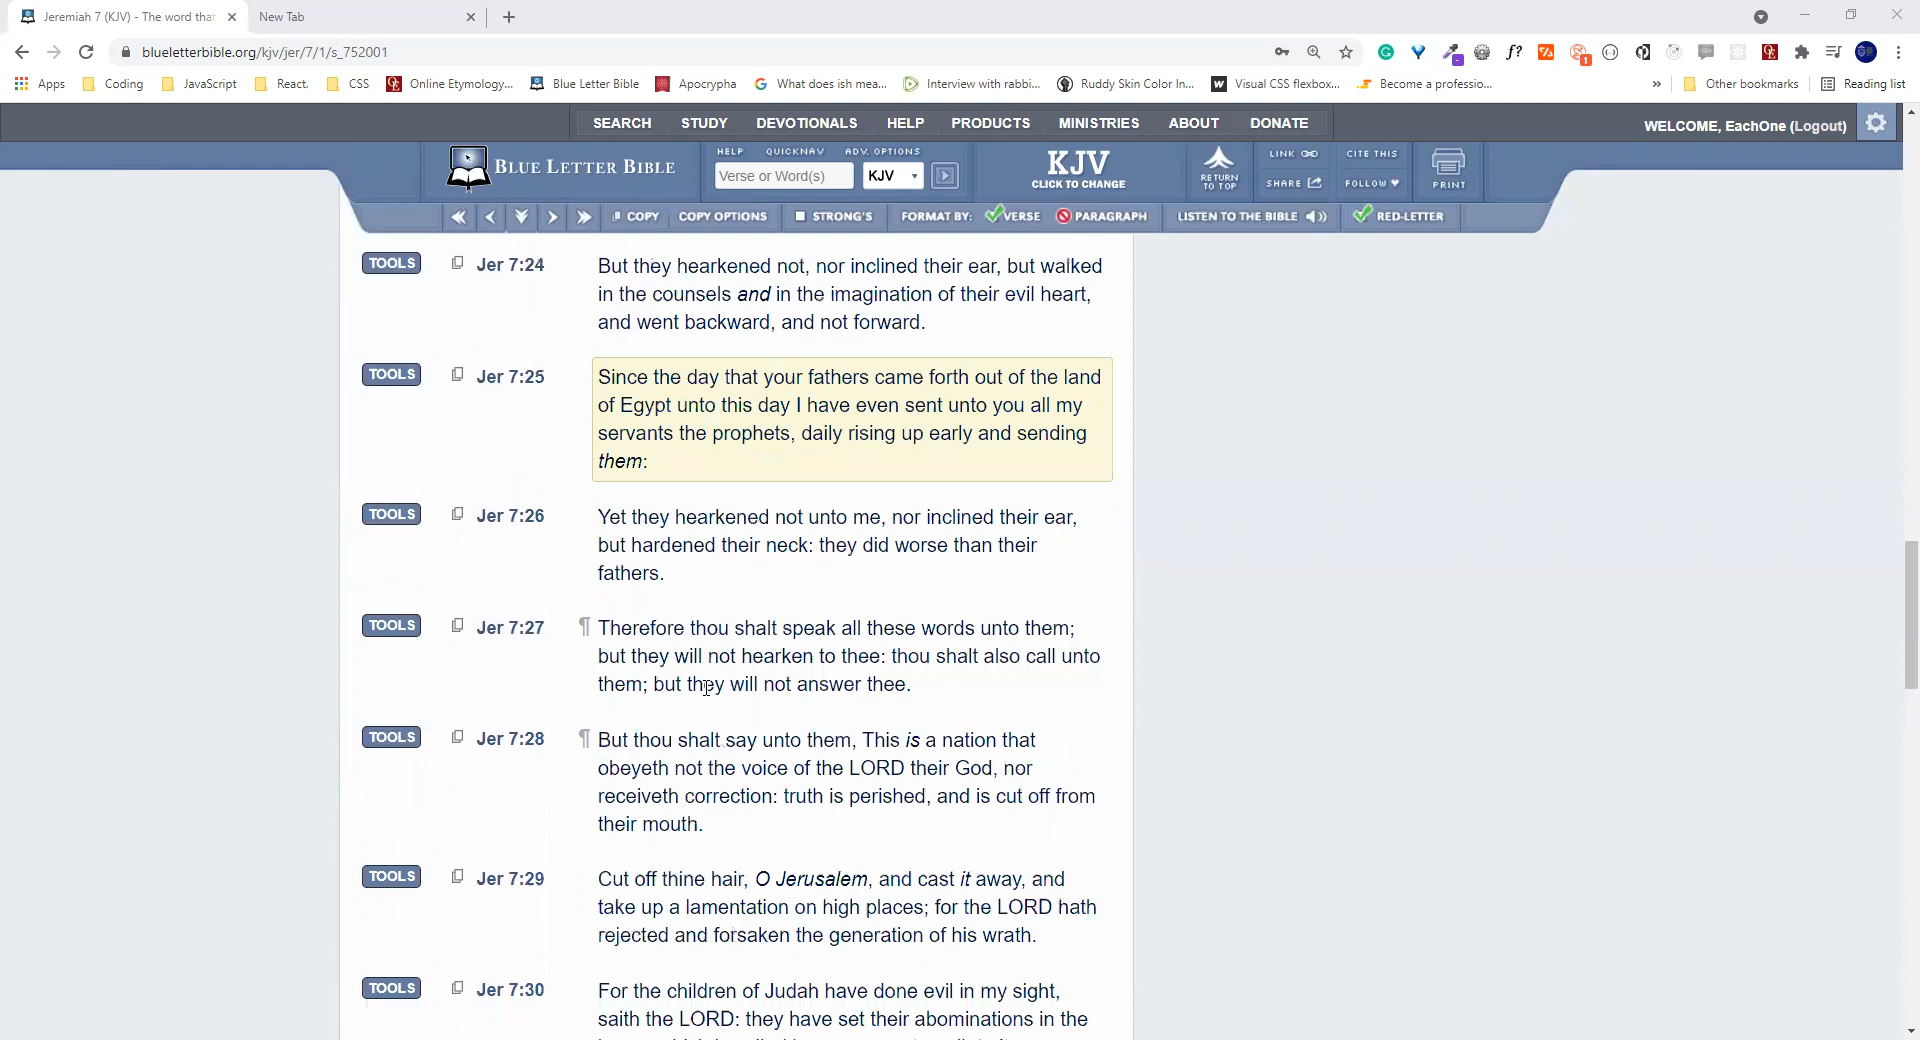 Jeremiah 7 (KJV) - The word that
New Tab
blueletterbible.org/kjv/jer/7/1/s_752001
Apps Coding JavaScript React. CSS Online Etymology... Blue Letter Bible Apocrypha What does ish mea... Interview with rabbi... Ruddy Skin Color In... Visual CSS flexbox... Become a professio... » Other bookmarks Reading list
SEARCH STUDY DEVOTIONALS HELP PRODUCTS MINISTRIES ABOUT DONATE
WELCOME, EachOne (Logout)
BLUE LETTER BIBLE
HELP QUICKNAV ADV. OPTIONS
Verse or Word(s) KJV
KJV
CLICK TO CHANGE
RETURN
TO TOP
LINK CITE THIS
SHARE FOLLOW
PRINT
COPY COPY OPTIONS STRONG'S FORMAT BY: VERSE PARAGRAPH LISTEN TO THE BIBLE RED-LETTER
TOOLS Jer 7:24 But they hearkened not, nor inclined their ear, but walked
in the counsels and in the imagination of their evil heart,
and went backward, and not forward.
TOOLS Jer 7:25 Since the day that your fathers came forth out of the land
of Egypt unto this day I have even sent unto you all my
servants the prophets, daily rising up early and sending
them:
TOOLS Jer 7:26 Yet they hearkened not unto me, nor inclined their ear,
but hardened their neck: they did worse than their
fathers.
TOOLS Jer 7:27 ¶ Therefore thou shalt speak all these words unto them;
but they will not hearken to thee: thou shalt also call unto
them; but they will not answer thee.
TOOLS Jer 7:28 ¶ But thou shalt say unto them, This is a nation that
obeyeth not the voice of the LORD their God, nor
receiveth correction: truth is perished, and is cut off from
their mouth.
TOOLS Jer 7:29 Cut off thine hair, O Jerusalem, and cast it away, and
take up a lamentation on high places; for the LORD hath
rejected and forsaken the generation of his wrath.
TOOLS Jer 7:30 For the children of Judah have done evil in my sight,
saith the LORD: they have set their abominations in the